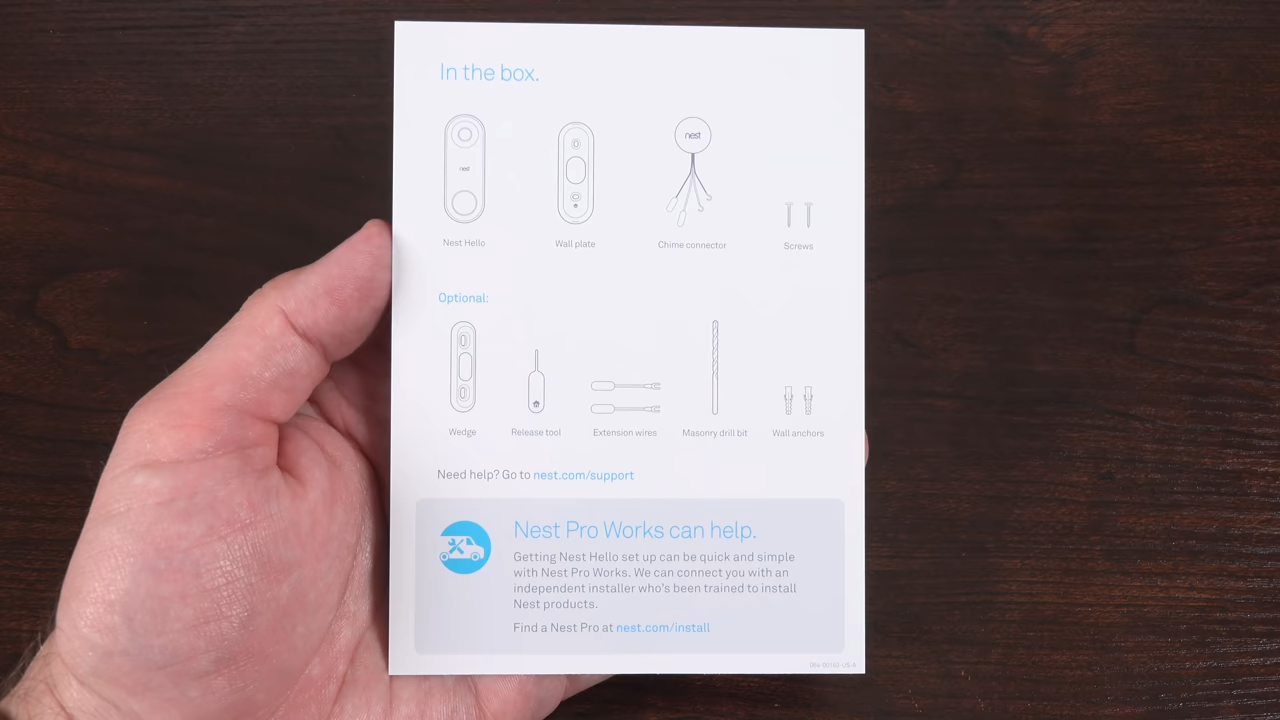 In the box.
nest
nest
Nest Hello
Wall plate
Chime connector
Screws
Optional:
Wedge
Release tool
Extension wires
Masonry drill bit
Wall anchors
Need help? Go to nest.com/support
Nest Pro Works can help.
Getting Nest Hello set up can be quick and simple
with Nest Pro Works. We can connect you with an
independent installer who's been trained to install
Nest products.
Find a Nest Pro at nest.com/install